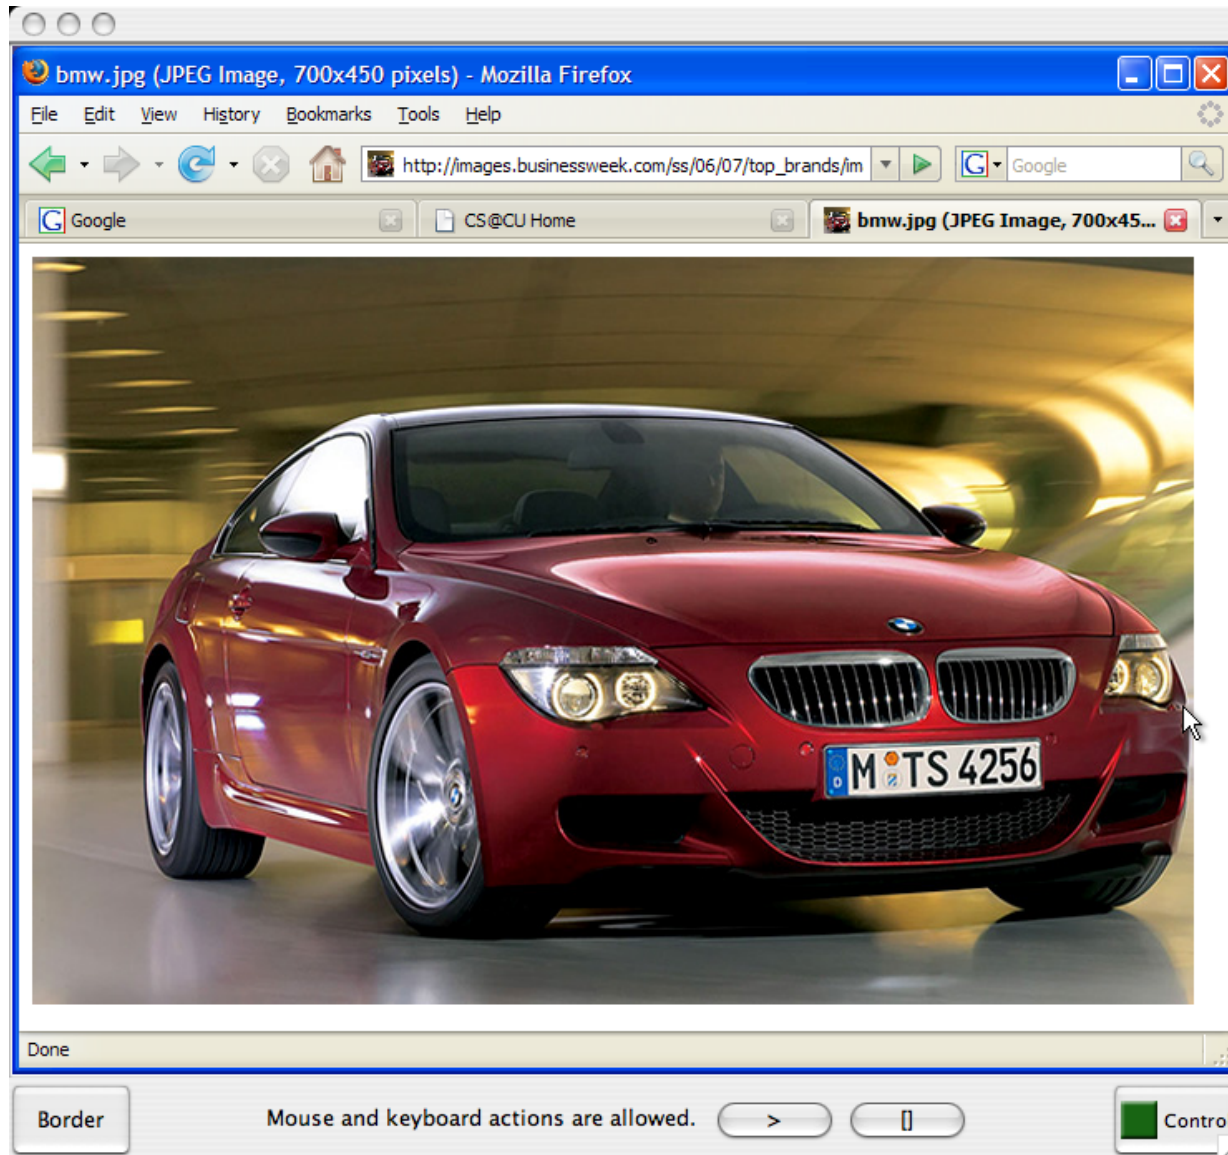 bmw.jpg (JPEG Image, 700x450 pixels) - Mozilla Firefox
File Edit View History Bookmarks Tools Help
http://images.businessweek.com/ss/06/07/top_brands/im G Google
G Google CS@CU Home bmw.jpg (JPEG Image, 700x45...
M TS 4256
D
Done
Border Mouse and keyboard actions are allowed. > [] Contro